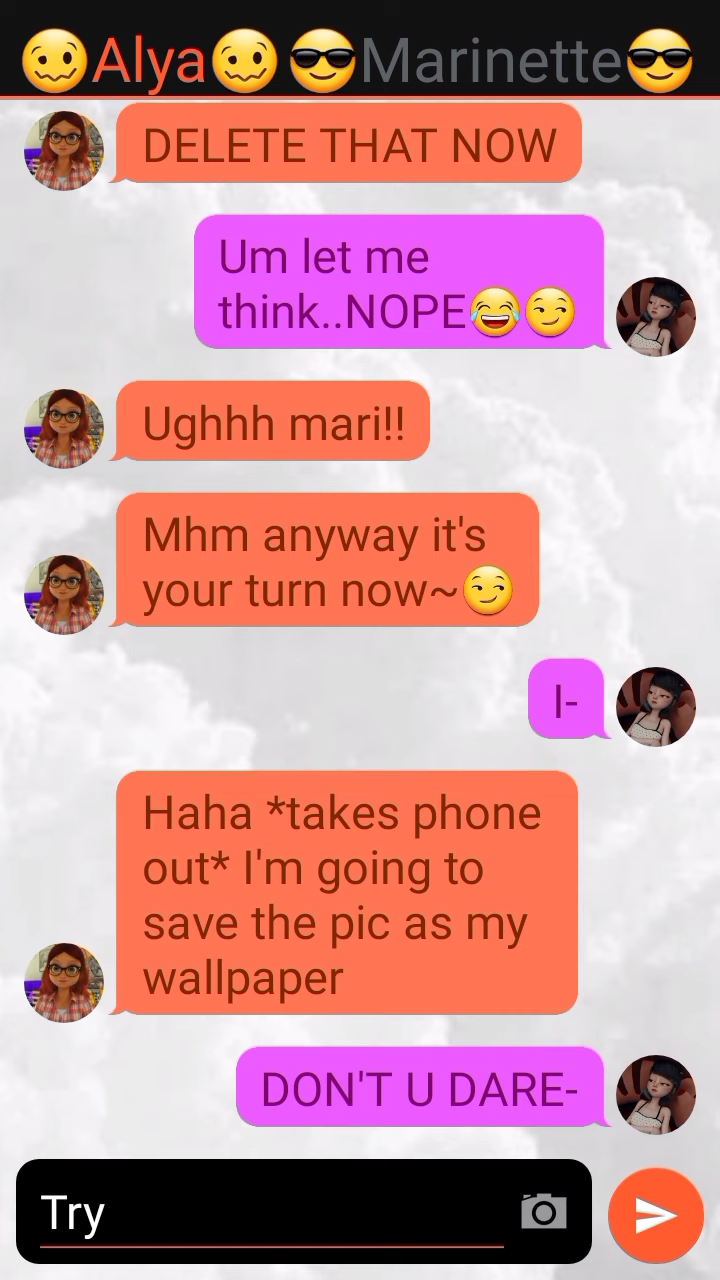 🥴Alya🥴 😎Marinette😎
DELETE THAT NOW
Um let me
think..NOPE😂😏
Ughhh mari!!
Mhm anyway it's
your turn now~😏
I-
Haha *takes phone
out* I'm going to
save the pic as my
wallpaper
DON'T U DARE-
Try